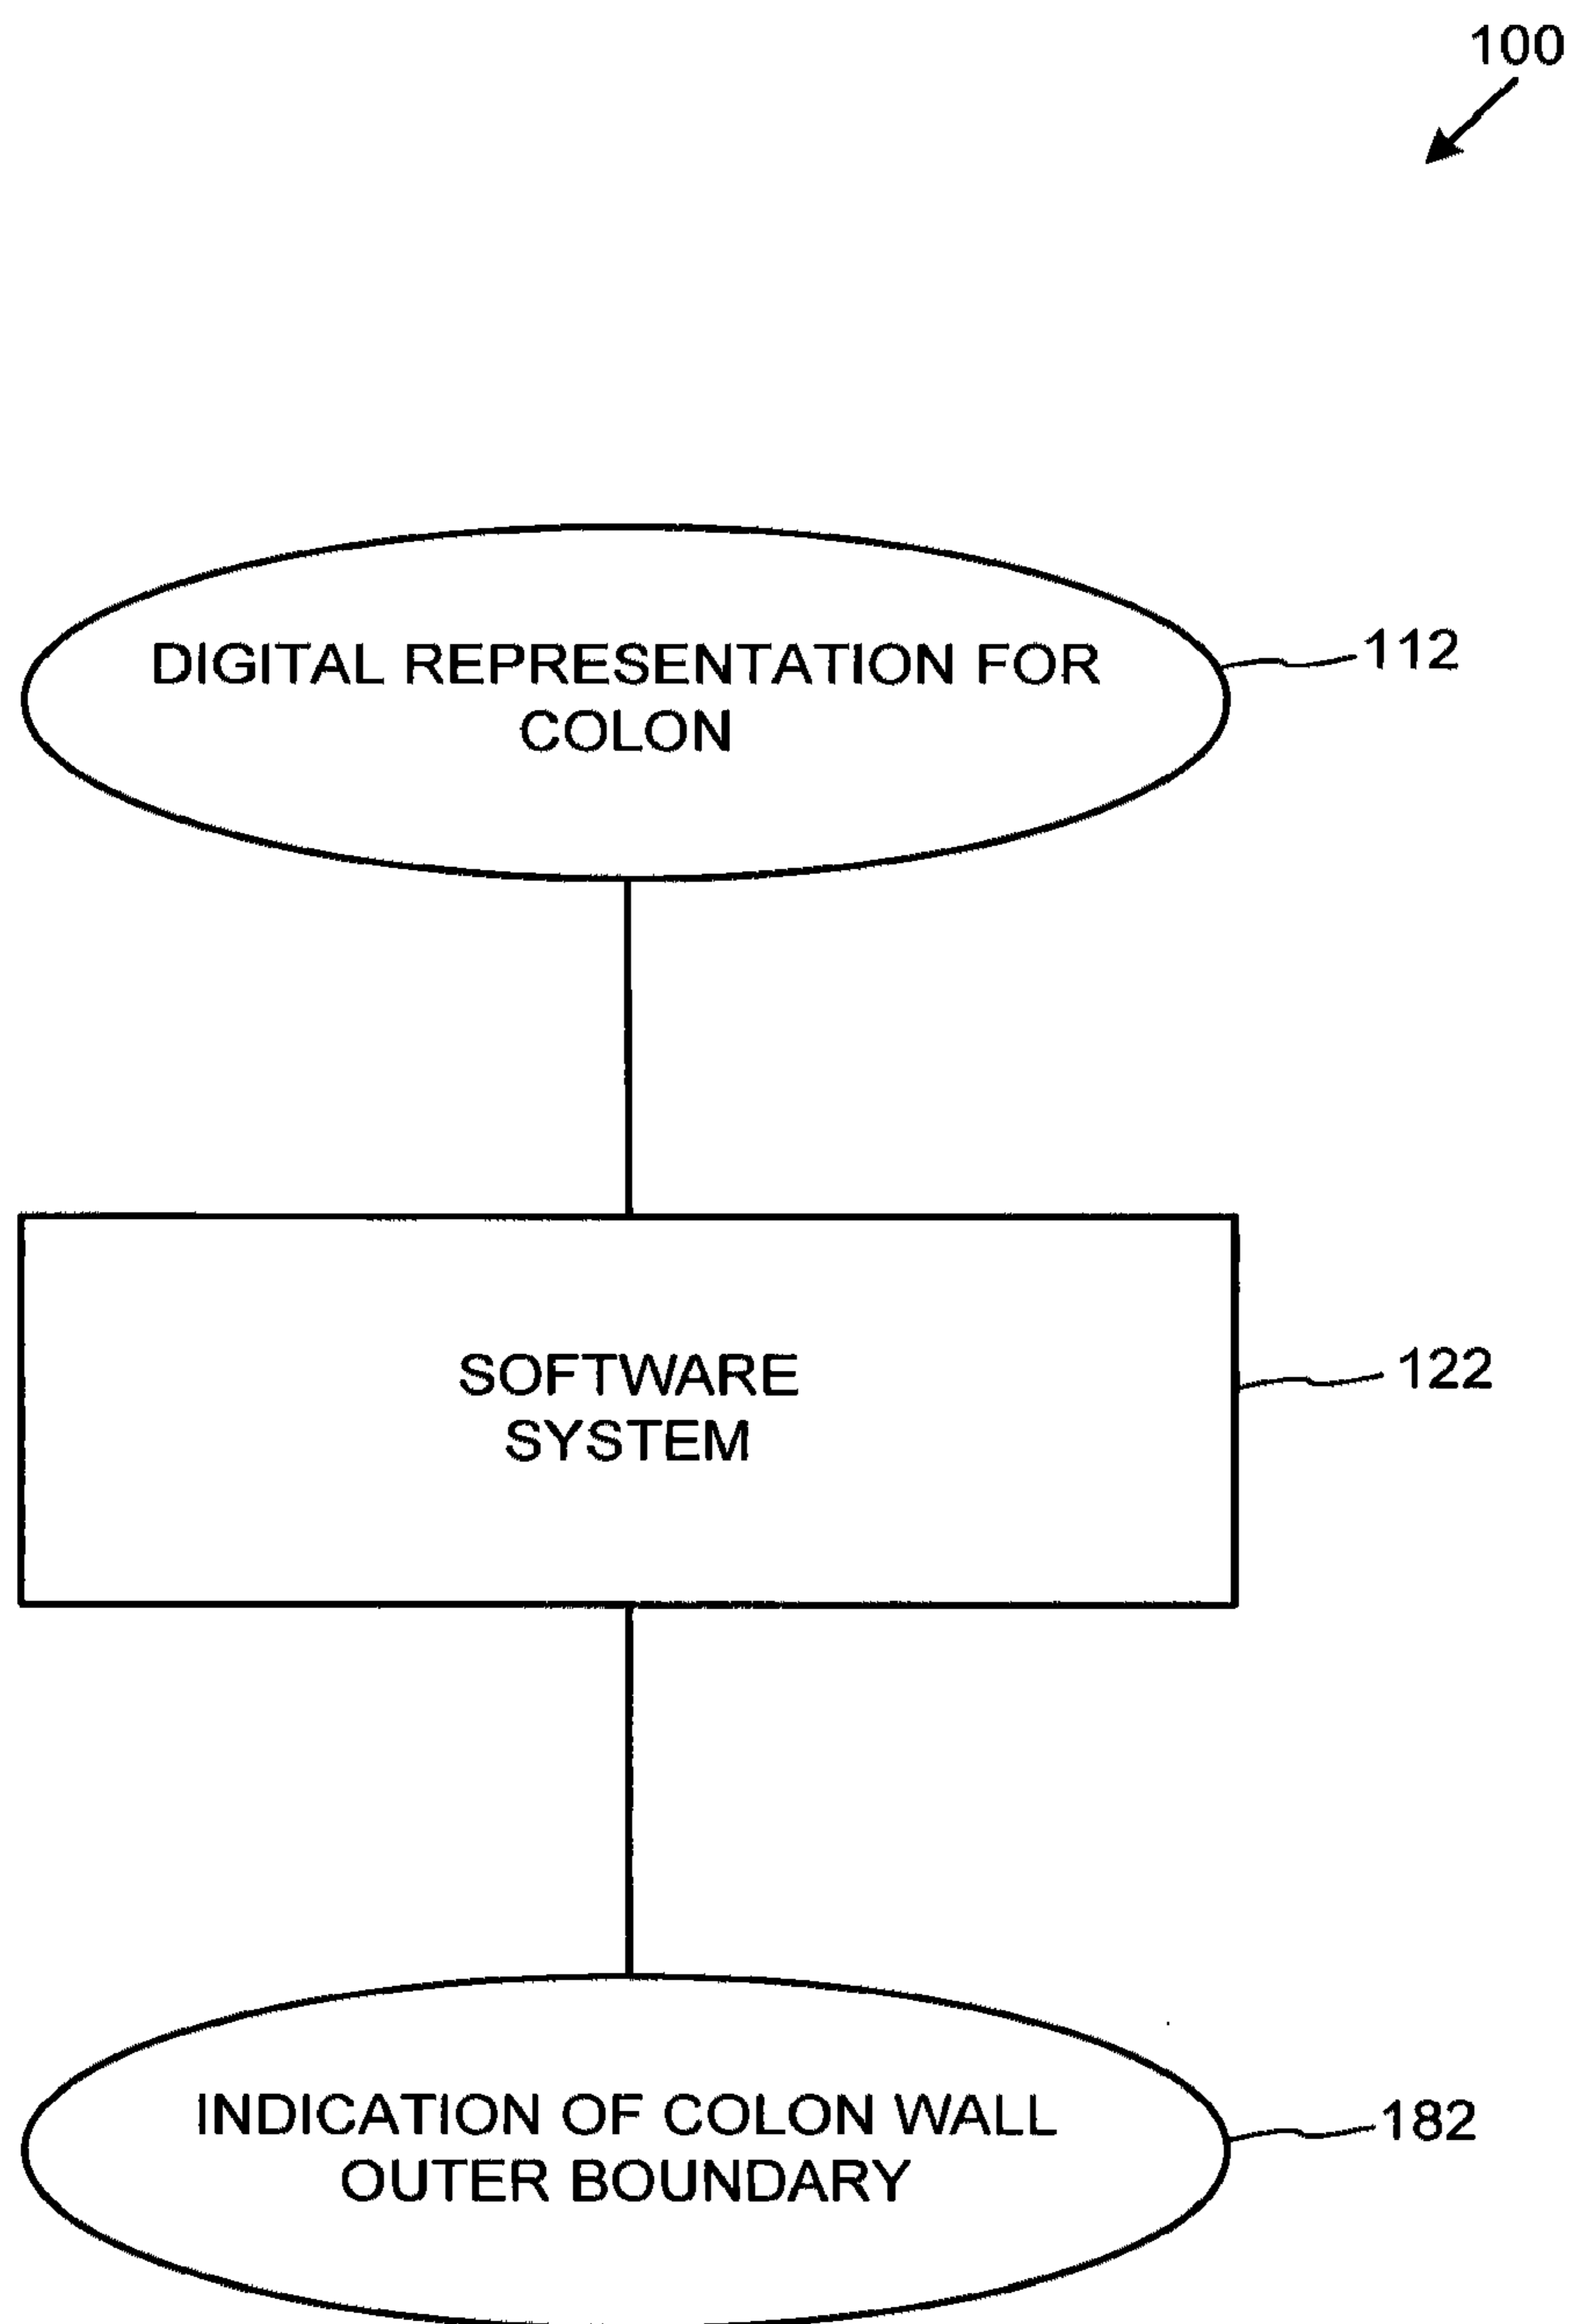 100
DIGITAL REPRESENTATION FOR
COLON
112
SOFTWARE
SYSTEM
122
INDICATION OF COLON WALL
OUTER BOUNDARY
182